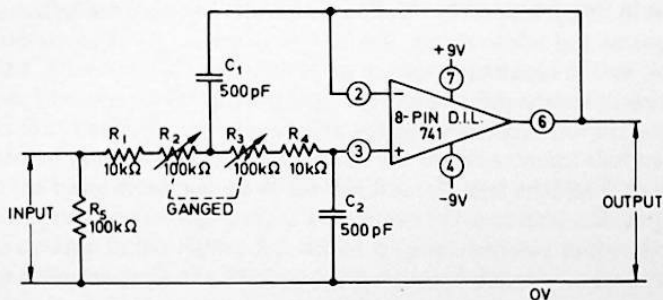 +9V
C1
500pF
2
7
−
8-PIN D.I.L.
741
6
R1
10kΩ
R2
100kΩ
R3
100kΩ
R4
10kΩ
3
+
4
-9V
GANGED
INPUT
R5
100kΩ
C2
500pF
OUTPUT
0V